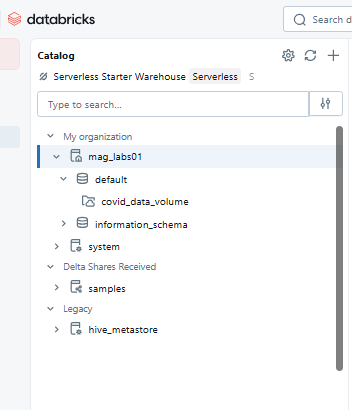 databricks
Search d
Catalog
Serverless Starter Warehouse Serverless S
Type to search...
My organization
mag_labs01
default
covid_data_volume
information_schema
system
Delta Shares Received
samples
Legacy
hive_metastore